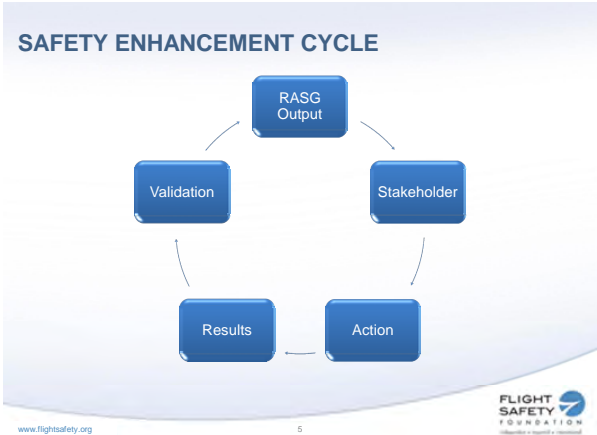 SAFETY ENHANCEMENT CYCLE
RASG
Output
Validation
Stakeholder
Results
Action
FLIGHT
SAFETY
FOUNDATION
www.flightsafety.org
5